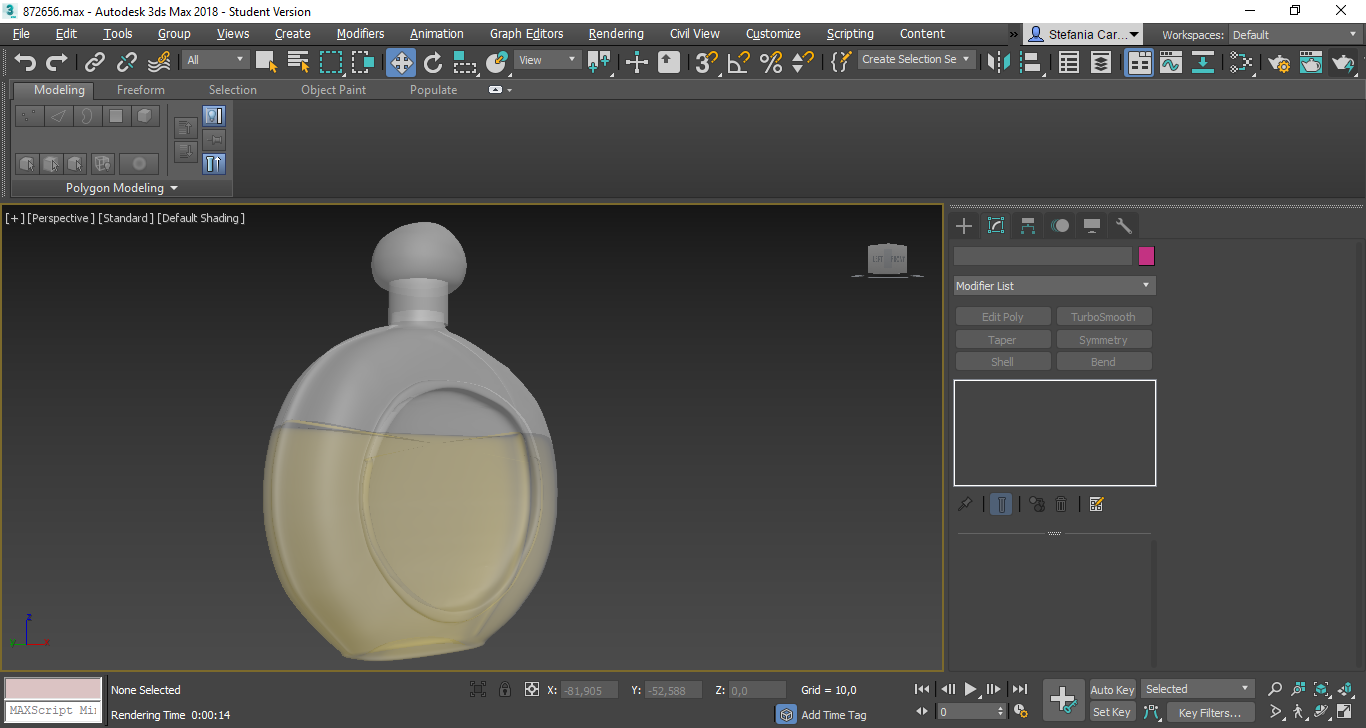 872656.max - Autodesk 3ds Max 2018 - Student Version
File Edit Tools Group Views Create Modifiers Animation Graph Editors Rendering Civil View Customize Scripting Content » Stefania Car... Workspaces: Default
All View 3 Create Selection Se
Modeling Freeform Selection Object Paint Populate
Polygon Modeling
[+] [Perspective] [Standard] [Default Shading]
LEFT FRONT
Modifier List
Edit Poly TurboSmooth
Taper Symmetry
Shell Bend
z
y x
None Selected X: -81,905 Y: -52,588 Z: 0,0 Grid = 10,0 Auto Key Selected
MAXScript Mi
Rendering Time 0:00:14 Add Time Tag 0 Set Key Key Filters...